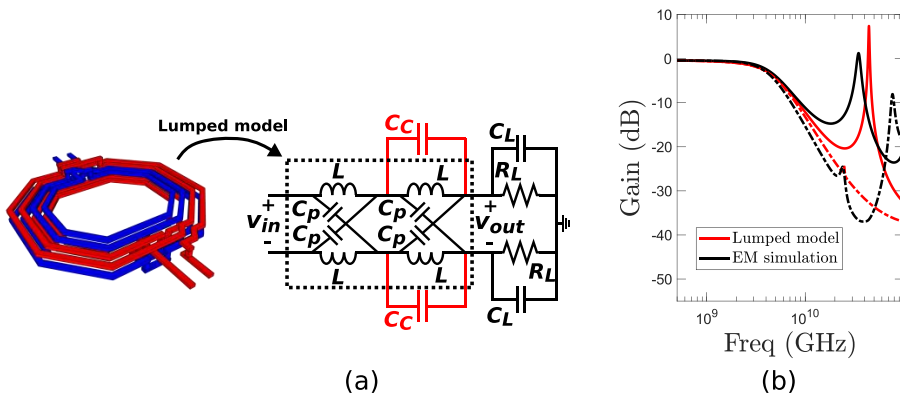 Lumped model
C_C
C_L
L
L
R_L
+
+
V_in
C_p
C_p
V_out
C_p
C_p
-
-
L
L
R_L
C_C
C_L
(a)
10
0
-10
-20
-30
-40
-50
Gain (dB)
Lumped model
EM simulation
10^9
10^10
Freq (GHz)
(b)